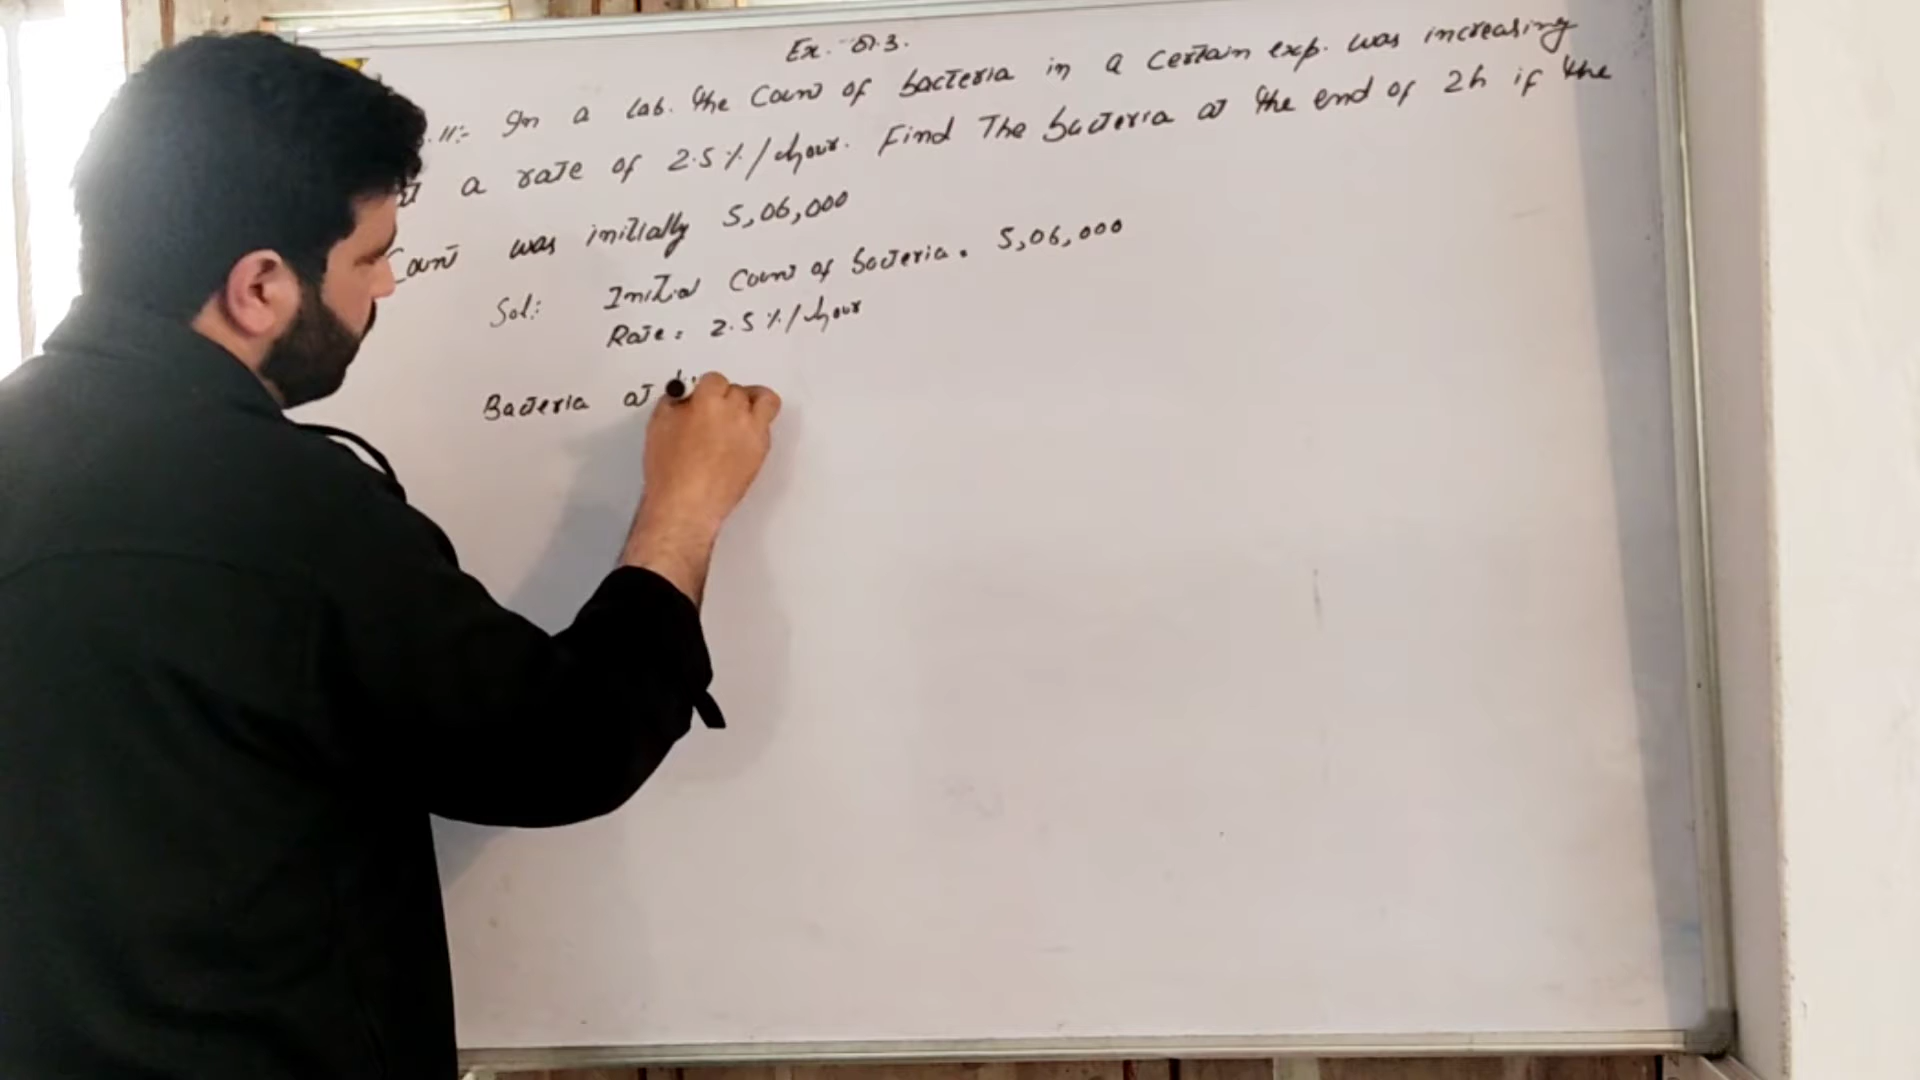 Ex. 8.3.
.11:- In a lab. the Count of bacteria in a certain exp. was increasing
at a rate of 2.5%/hour. Find The bacteria at the end of 2h if the
Count was initially 5,06,000
Sol: Initial Count of bacteria = 5,06,000
Rate = 2.5%/hour
Bacteria at